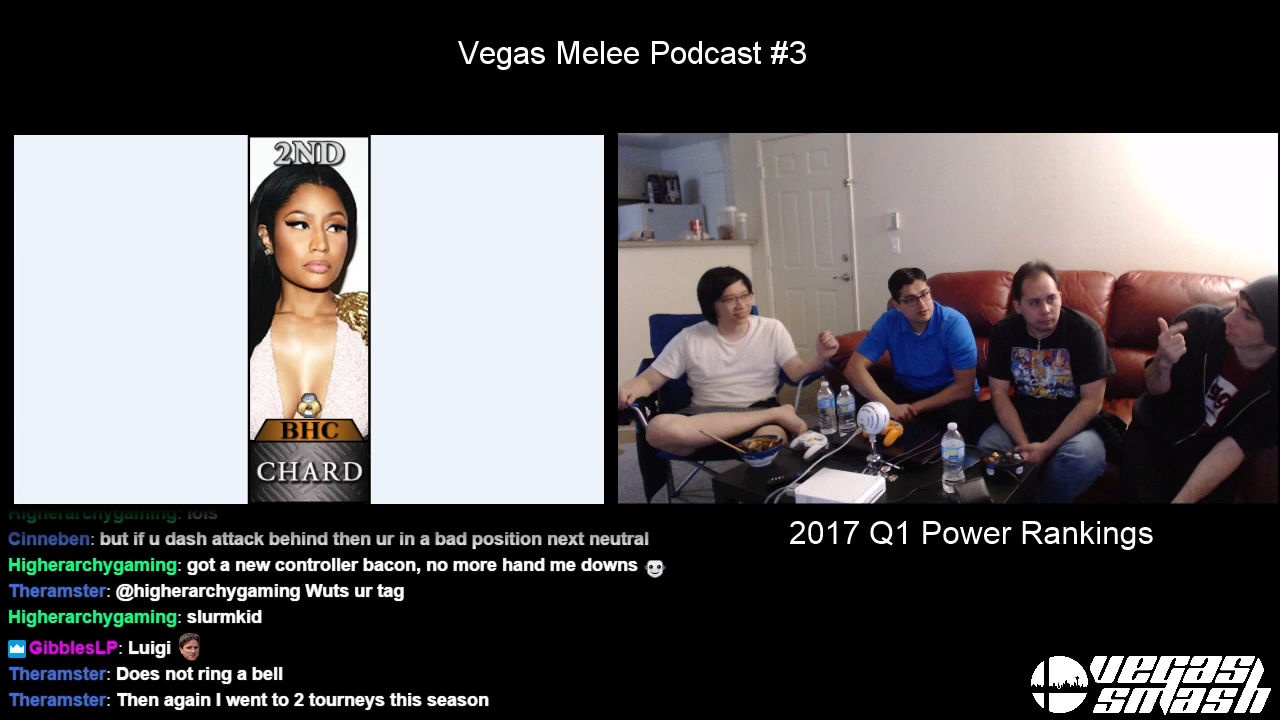 Vegas Melee Podcast #3
2ND
BHC
CHARD
Higherarchygaming: lols
Cinneben: but if u dash attack behind then ur in a bad position next neutral
Higherarchygaming: got a new controller bacon, no more hand me downs
Theramster: @higherarchygaming Wuts ur tag
Higherarchygaming: slurmkid
GibblesLP: Luigi
Theramster: Does not ring a bell
Theramster: Then again I went to 2 tourneys this season
2017 Q1 Power Rankings
VEGAS
SMASH